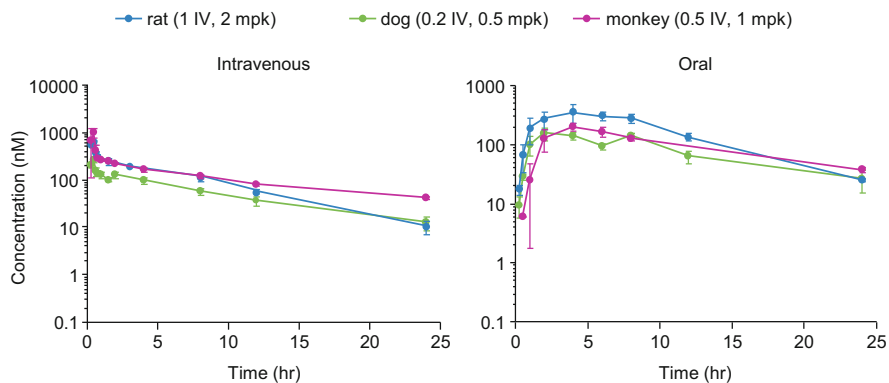 rat (1 IV, 2 mpk) dog (0.2 IV, 0.5 mpk) monkey (0.5 IV, 1 mpk)
Intravenous
Concentration (nM)
10000
1000
100
10
1
0.1
0 5 10 15 20 25
Time (hr)
Oral
1000
100
10
1
0.1
0 5 10 15 20 25
Time (hr)